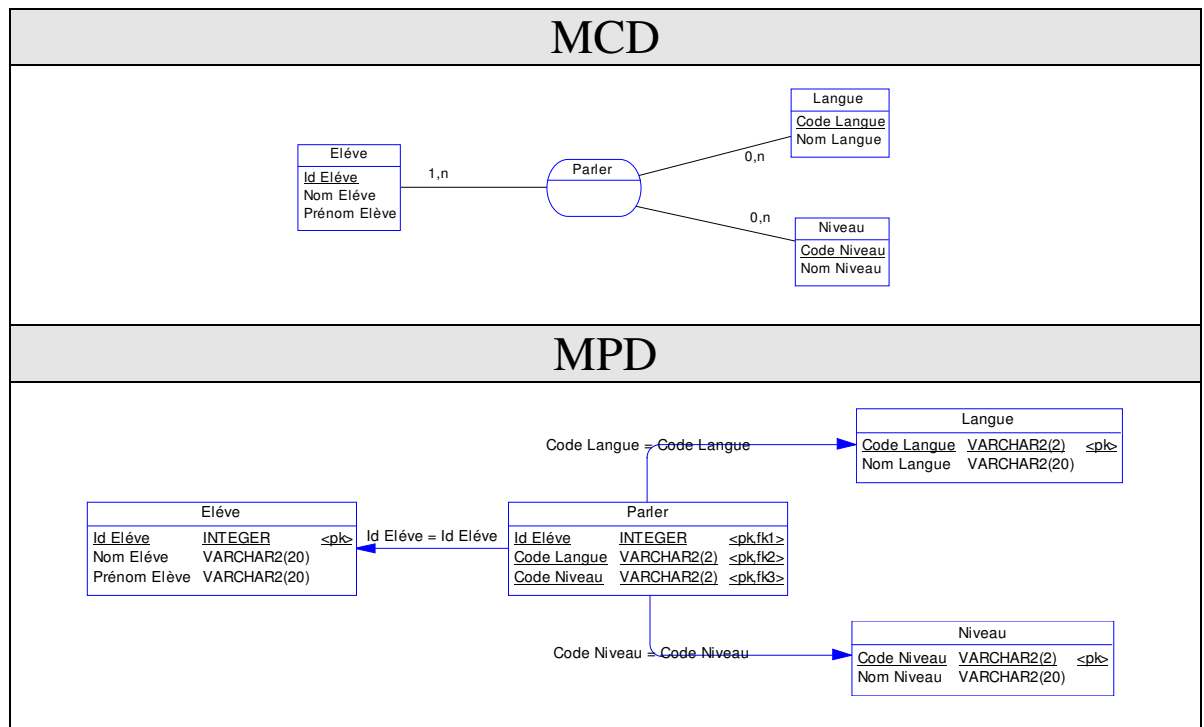 MCD
Langue
Code Langue
Nom Langue
Eléve
Id Eléve
Nom Eléve
Prénom Elève
1,n
Parler
0,n
0,n
Niveau
Code Niveau
Nom Niveau
MPD
Langue
Code Langue VARCHAR2(2) <pk>
Nom Langue VARCHAR2(20)
Code Langue = Code Langue
Eléve
Id Eléve INTEGER <pk>
Nom Eléve VARCHAR2(20)
Prénom Elève VARCHAR2(20)
Id Eléve = Id Eléve
Parler
Id Eléve INTEGER <pk,fk1>
Code Langue VARCHAR2(2) <pk,fk2>
Code Niveau VARCHAR2(2) <pk,fk3>
Code Niveau = Code Niveau
Niveau
Code Niveau VARCHAR2(2) <pk>
Nom Niveau VARCHAR2(20)